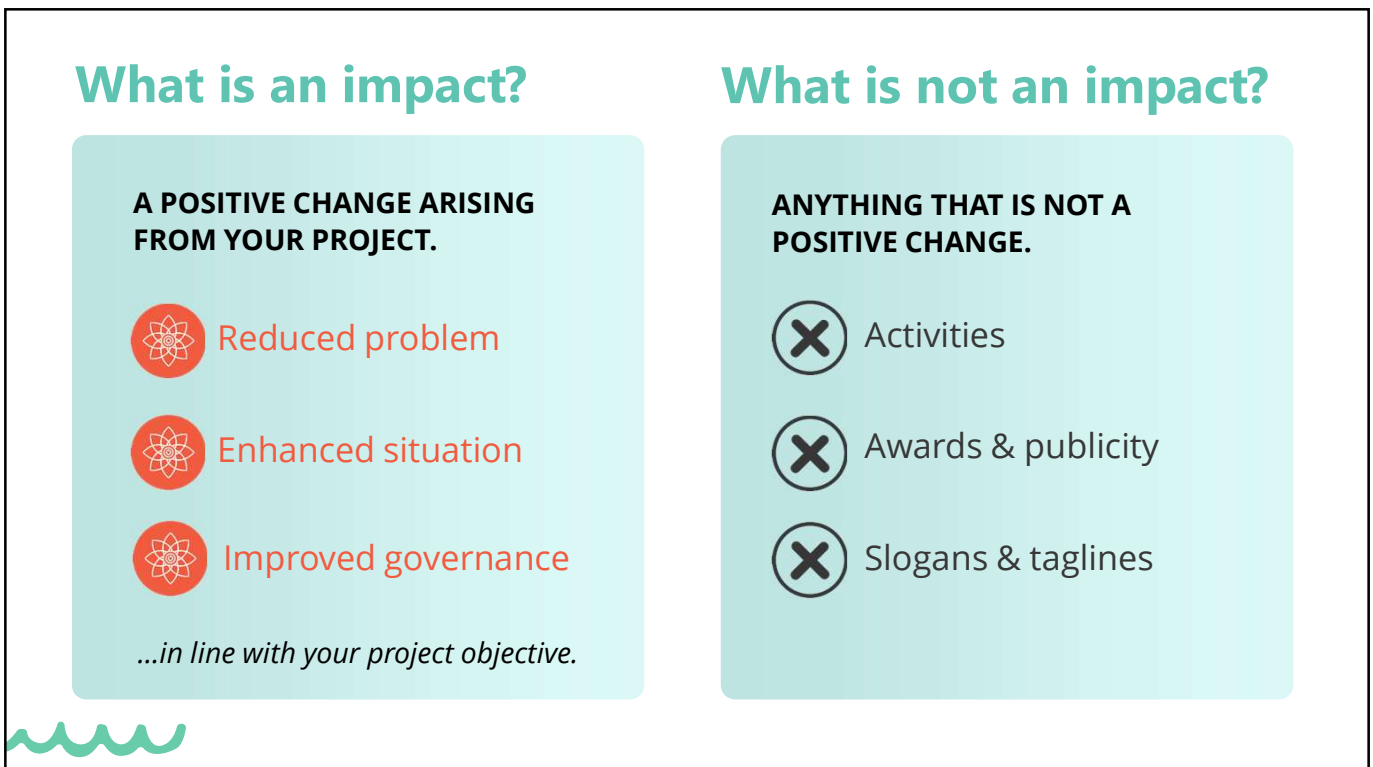 What is an impact?
A POSITIVE CHANGE ARISING
FROM YOUR PROJECT.
Reduced problem
Enhanced situation
Improved governance
...in line with your project objective.
What is not an impact?
ANYTHING THAT IS NOT A
POSITIVE CHANGE.
Activities
Awards & publicity
Slogans & taglines